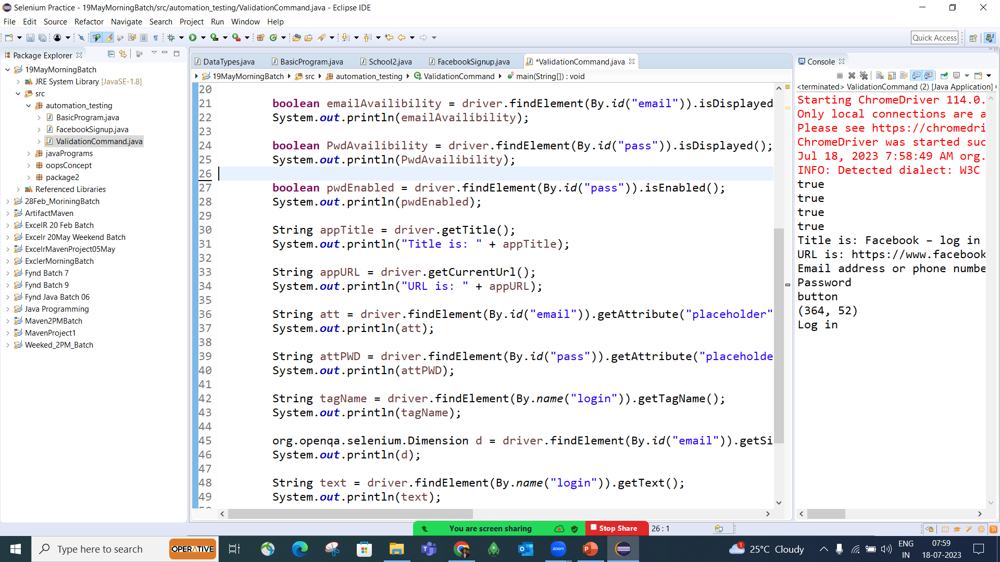 Selenium Practice - 19MayMorningBatch/src/automation_testing/ValidationCommand.java - Eclipse IDE
File Edit Source Refactor Navigate Search Project Run Window Help
Quick Access
Package Explorer
19MayMorningBatch
JRE System Library [JavaSE-1.8]
src
automation_testing
BasicProgram.java
FacebookSignup.java
ValidationCommand.java
javaPrograms
oopsConcept
package2
Referenced Libraries
28Feb_MoriningBatch
ArtifactMaven
ExcelR 20 Feb Batch
Excelr 20May Weekend Batch
ExcelrMavenProject05May
ExclerMorningBatch
Fynd Batch 7
Fynd Batch 9
Fynd Java Batch 06
Java Programming
Maven2PMBatch
MavenProject1
Weeked_2PM_Batch
DataTypes.java BasicProgram.java School2.java FacebookSignup.java *ValidationCommand.java
19MayMorningBatch src automation_testing ValidationCommand main(String[]) : void
20
21 boolean emailAvailibility = driver.findElement(By.id("email")).isDisplayed
22 System.out.println(emailAvailibility);
23
24 boolean PwdAvailibility = driver.findElement(By.id("pass")).isDisplayed();
25 System.out.println(PwdAvailibility);
26
27 boolean pwdEnabled = driver.findElement(By.id("pass")).isEnabled();
28 System.out.println(pwdEnabled);
29
30 String appTitle = driver.getTitle();
31 System.out.println("Title is: " + appTitle);
32
33 String appURL = driver.getCurrentUrl();
34 System.out.println("URL is: " + appURL);
35
36 String att = driver.findElement(By.id("email")).getAttribute("placeholder"
37 System.out.println(att);
38
39 String attPWD = driver.findElement(By.id("pass")).getAttribute("placeholde
40 System.out.println(attPWD);
41
42 String tagName = driver.findElement(By.name("login")).getTagName();
43 System.out.println(tagName);
44
45 org.openqa.selenium.Dimension d = driver.findElement(By.id("email")).getSi
46 System.out.println(d);
47
48 String text = driver.findElement(By.name("login")).getText();
49 System.out.println(text);
Console
<terminated> ValidationCommand (2) [Java Application]
Starting ChromeDriver 114.0.
Only local connections are a
Please see https://chromedri
ChromeDriver was started suc
Jul 18, 2023 7:58:49 AM org.
INFO: Detected dialect: W3C
true
true
true
true
Title is: Facebook – log in
URL is: https://www.facebook
Email address or phone numbe
Password
button
(364, 52)
Log in
You are screen sharing Stop Share 26 : 1
Type here to search OPERATIVE
zoom
1
25°C Cloudy
ENG
IN
07:59
18-07-2023